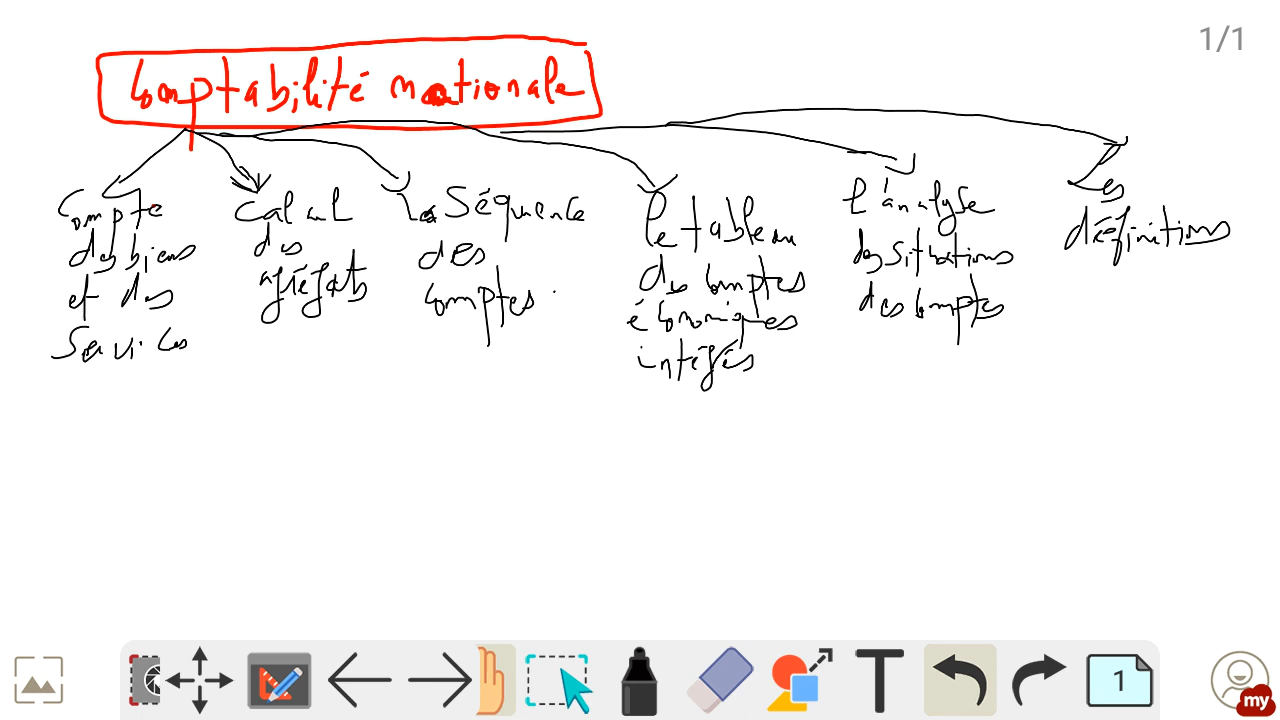 1/1
Comptabilité nationale
Compte
des biens
et des
Services
Calcul
des
agrégats
La Séquence
des
comptes.
le tableau
des comptes
économiques
intégrés
l'analyse
des situations
des comptes
Les
définitions
T
1
my